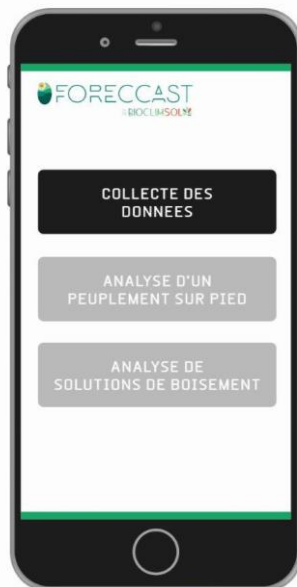 FORECCAST
BIOCLIMSOL
COLLECTE DES
DONNEES
ANALYSE D'UN
PEUPLEMENT SUR PIED
ANALYSE DE
SOLUTIONS DE BOISEMENT